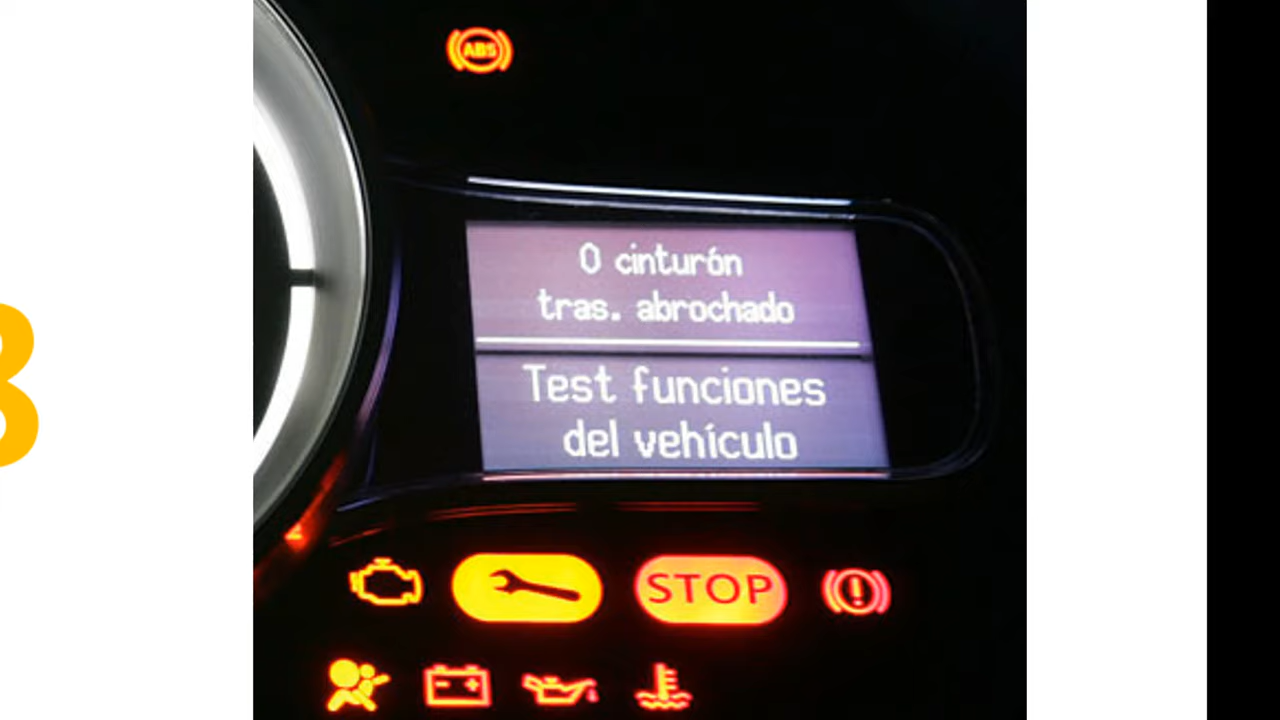 ABS
0 cinturón
tras. abrochado
Test funciones
del vehículo
STOP